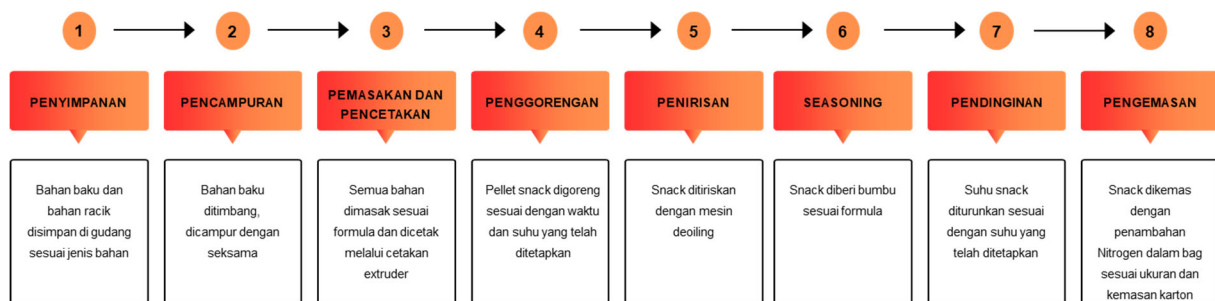 1
2
3
4
5
6
7
8
PENYIMPANAN
PENCAMPURAN
PEMASAKAN DAN
PENCETAKAN
PENGGORENGAN
PENIRISAN
SEASONING
PENDINGINAN
PENGEMASAN
Bahan baku dan
bahan racik
disimpan di gudang
sesuai jenis bahan
Bahan baku
ditimbang,
dicampur dengan
seksama
Semua bahan
dimasak sesuai
formula dan dicetak
melalui cetakan
extruder
Pellet snack digoreng
sesuai dengan waktu
dan suhu yang telah
ditetapkan
Snack ditiriskan
dengan mesin
deoiling
Snack diberi bumbu
sesuai formula
Suhu snack
diturunkan sesuai
dengan suhu yang
telah ditetapkan
Snack dikemas
dengan
penambahan
Nitrogen dalam bag
sesuai ukuran dan
kemasan karton